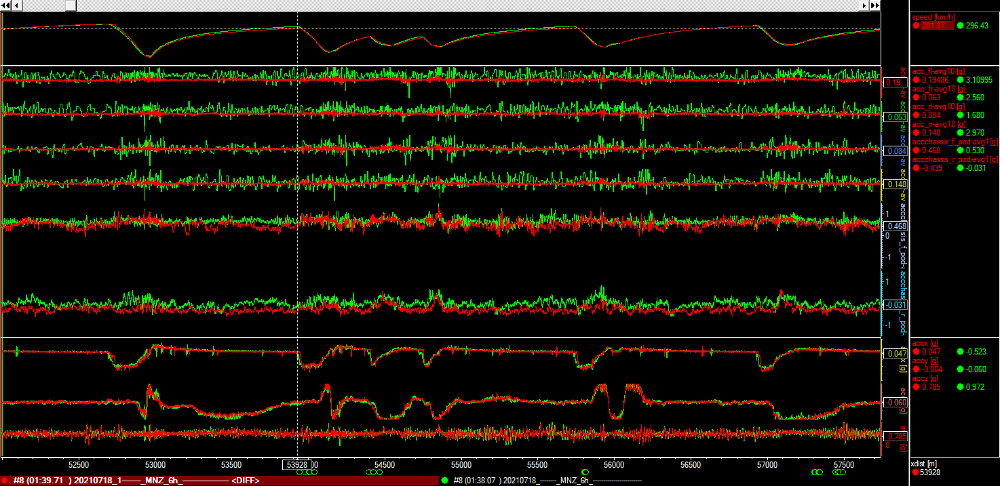 speed [km/h]
281.37 296.43
acc_fl-avg10 [g]
0.19486 3.10995
acc_fr-avg10 [g]
0.063 2.560
acc_rl-avg10 [g]
0.084 1.680
acc_rr-avg10 [g]
0.148 2.970
accchassis_f_pod-avg1 [g]
0.468 0.530
accchassis_r_pod-avg1 [g]
-0.439 -0.031
0.19
0.063
0.084
0.148
1
0.468
0
-1
1
-0.031
-1
accx [g]
0.047 -0.523
accy [g]
-0.004 -0.060
accz [g]
0.785 0.972
0.047
-0.060
0.785
0
52500 53000 53500 53928 54500 55000 55500 56000 56500 57000 57500
xdist [m]
53928
#8 (01:39.71 ) 20210718_1------_MNZ_6h_--------------- <DIFF>
#8 (01:38.07 ) 20210718_-------_MNZ_6h_--------------------